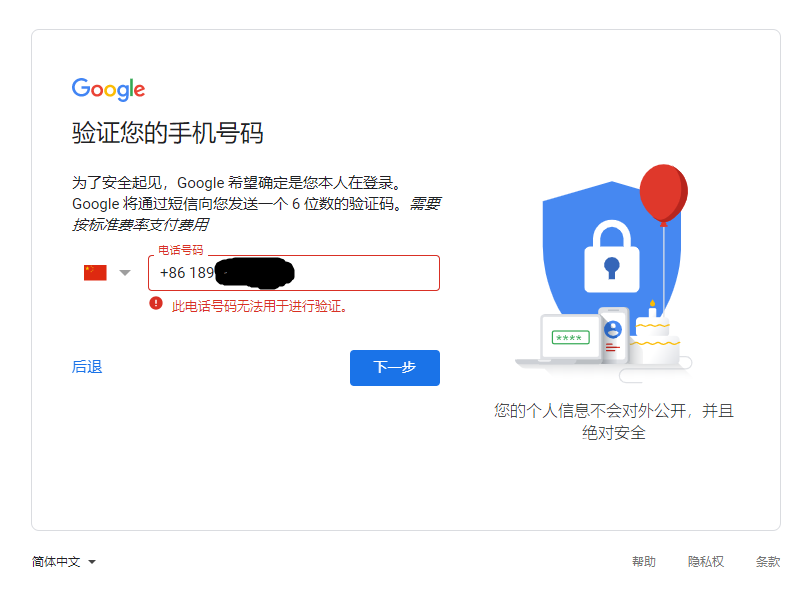 Google
验证您的手机号码
为了安全起见，Google 希望确定是您本人在登录。
Google 将通过短信向您发送一个 6 位数的验证码。需要
按标准费率支付费用
电话号码
+86 189
此电话号码无法用于进行验证。
后退
下一步
****
您的个人信息不会对外公开，并且
绝对安全
简体中文
帮助
隐私权
条款